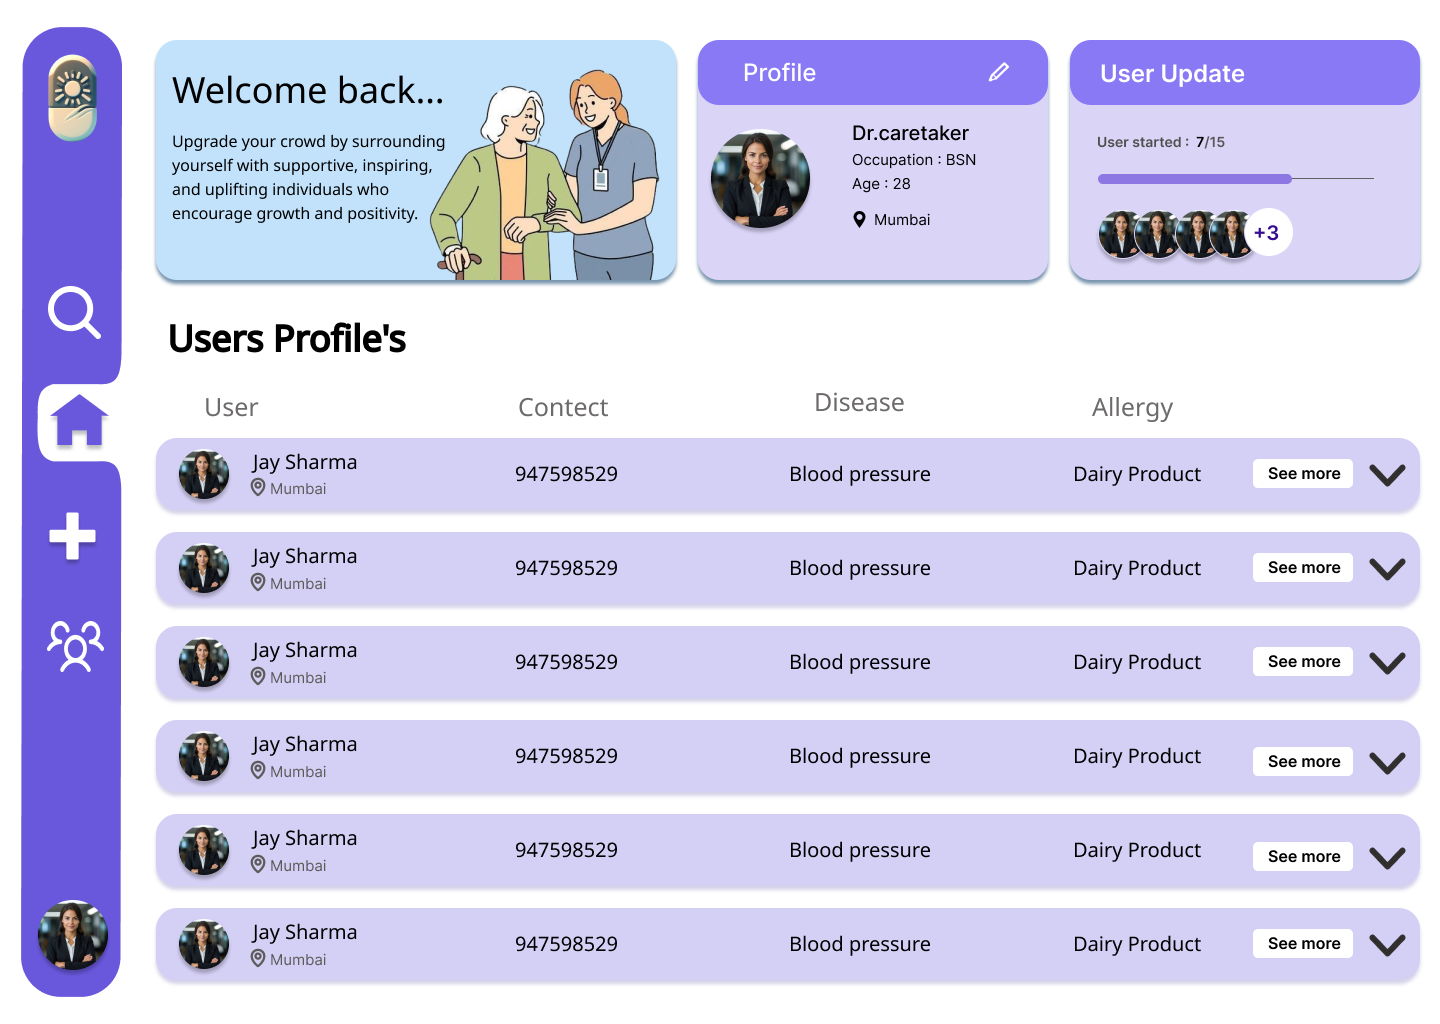 Welcome back...
Upgrade your crowd by surrounding
yourself with supportive, inspiring,
and uplifting individuals who
encourage growth and positivity.
Profile
Dr.caretaker
Occupation : BSN
Age : 28
Mumbai
User Update
User started : 7/15
+3
Users Profile's
User Contect Disease Allergy
Jay Sharma
Mumbai
947598529 Blood pressure Dairy Product See more
Jay Sharma
Mumbai
947598529 Blood pressure Dairy Product See more
Jay Sharma
Mumbai
947598529 Blood pressure Dairy Product See more
Jay Sharma
Mumbai
947598529 Blood pressure Dairy Product See more
Jay Sharma
Mumbai
947598529 Blood pressure Dairy Product See more
Jay Sharma
Mumbai
947598529 Blood pressure Dairy Product See more